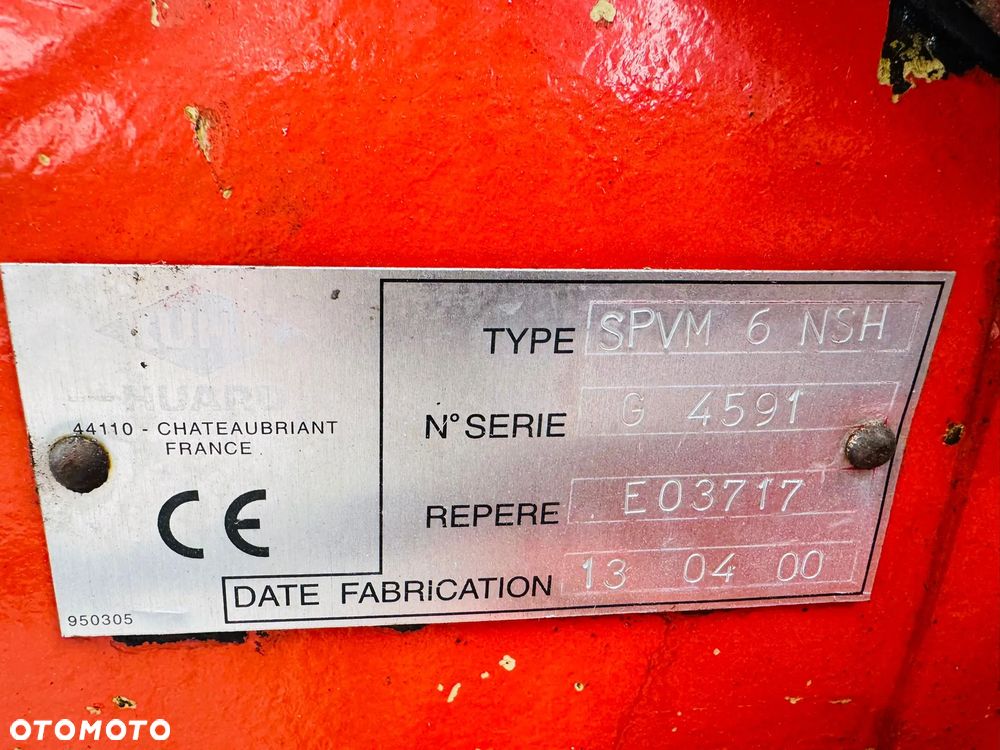 HUARD
44110 - CHATEAUBRIANT
FRANCE
CE
950305
TYPE SPVM 6 NSH
N° SERIE G 4591
REPERE E03717
DATE FABRICATION 13 04 00
OTOMOTO